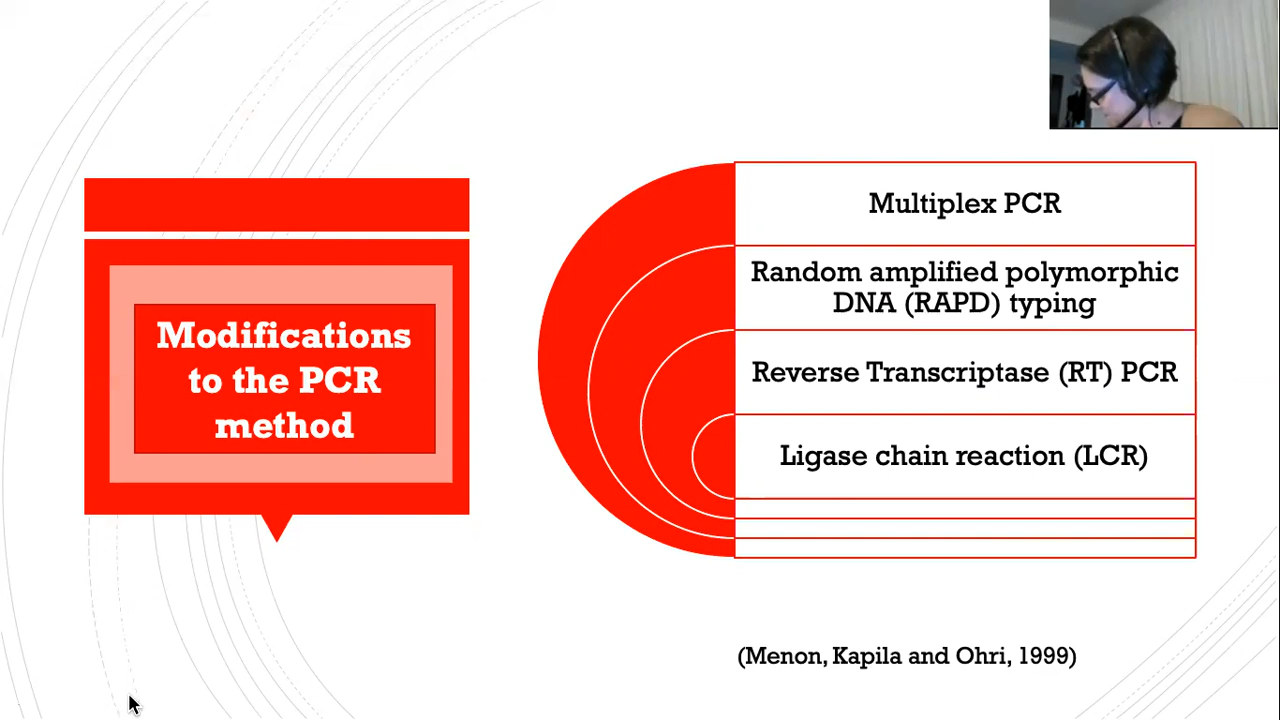 Modifications
to the PCR
method
Multiplex PCR
Random amplified polymorphic
DNA (RAPD) typing
Reverse Transcriptase (RT) PCR
Ligase chain reaction (LCR)
(Menon, Kapila and Ohri, 1999)